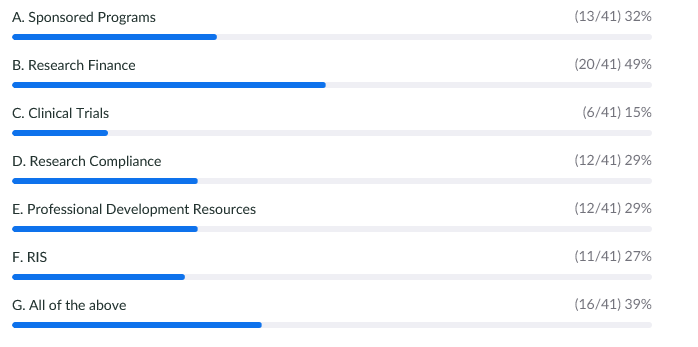 A. Sponsored Programs (13/41) 32%
B. Research Finance (20/41) 49%
C. Clinical Trials (6/41) 15%
D. Research Compliance (12/41) 29%
E. Professional Development Resources (12/41) 29%
F. RIS (11/41) 27%
G. All of the above (16/41) 39%